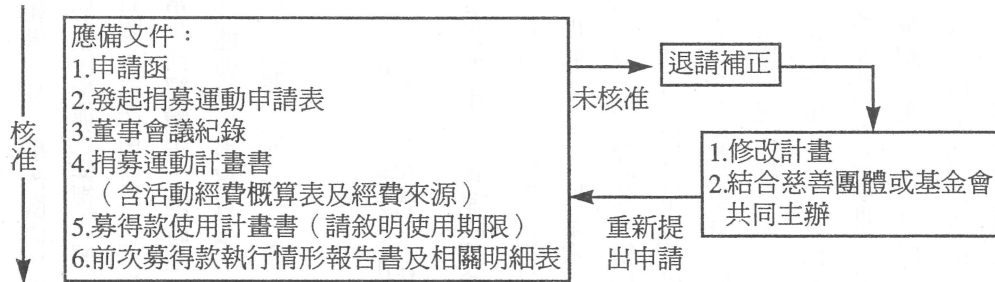 核准
應備文件：
1.申請函
2.發起捐募運動申請表
3.董事會議紀錄
4.捐募運動計畫書
（含活動經費概算表及經費來源）
5.募得款使用計畫書（請敘明使用期限）
6.前次募得款執行情形報告書及相關明細表
未核准
退請補正
1.修改計畫
2.結合慈善團體或基金會
共同主辦
重新提
出申請